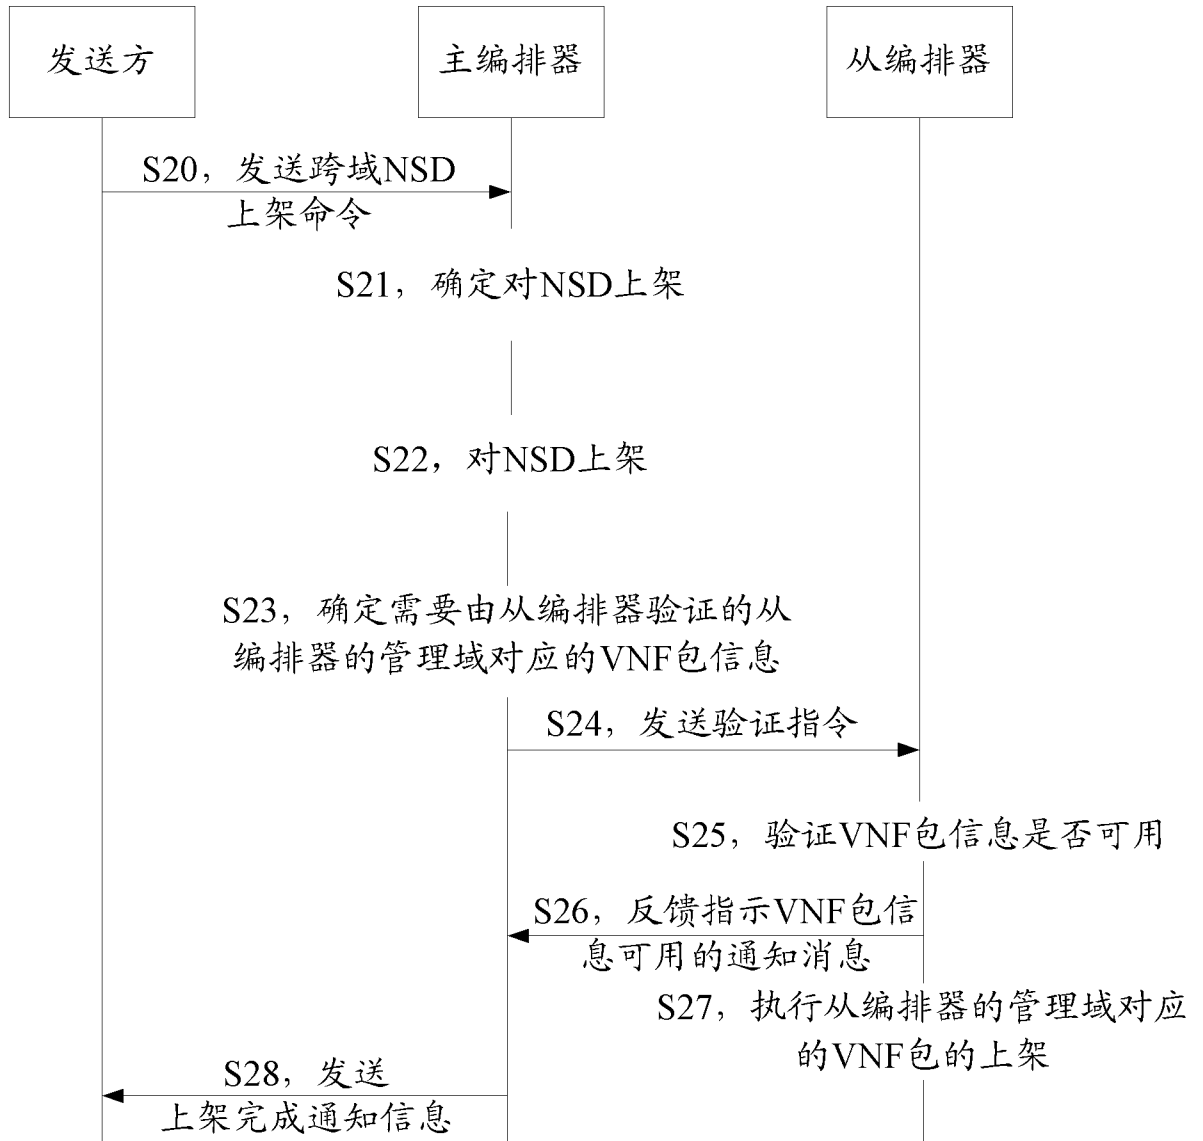 发送方
主编排器
从编排器
S20，发送跨域NSD
上架命令
S21，确定对NSD上架
S22，对NSD上架
S23，确定需要由从编排器验证的从
编排器的管理域对应的VNF包信息
S24，发送验证指令
S25，验证VNF包信息是否可用
S26，反馈指示VNF包信
息可用的通知消息
S27，执行从编排器的管理域对应
的VNF包的上架
S28，发送
上架完成通知信息